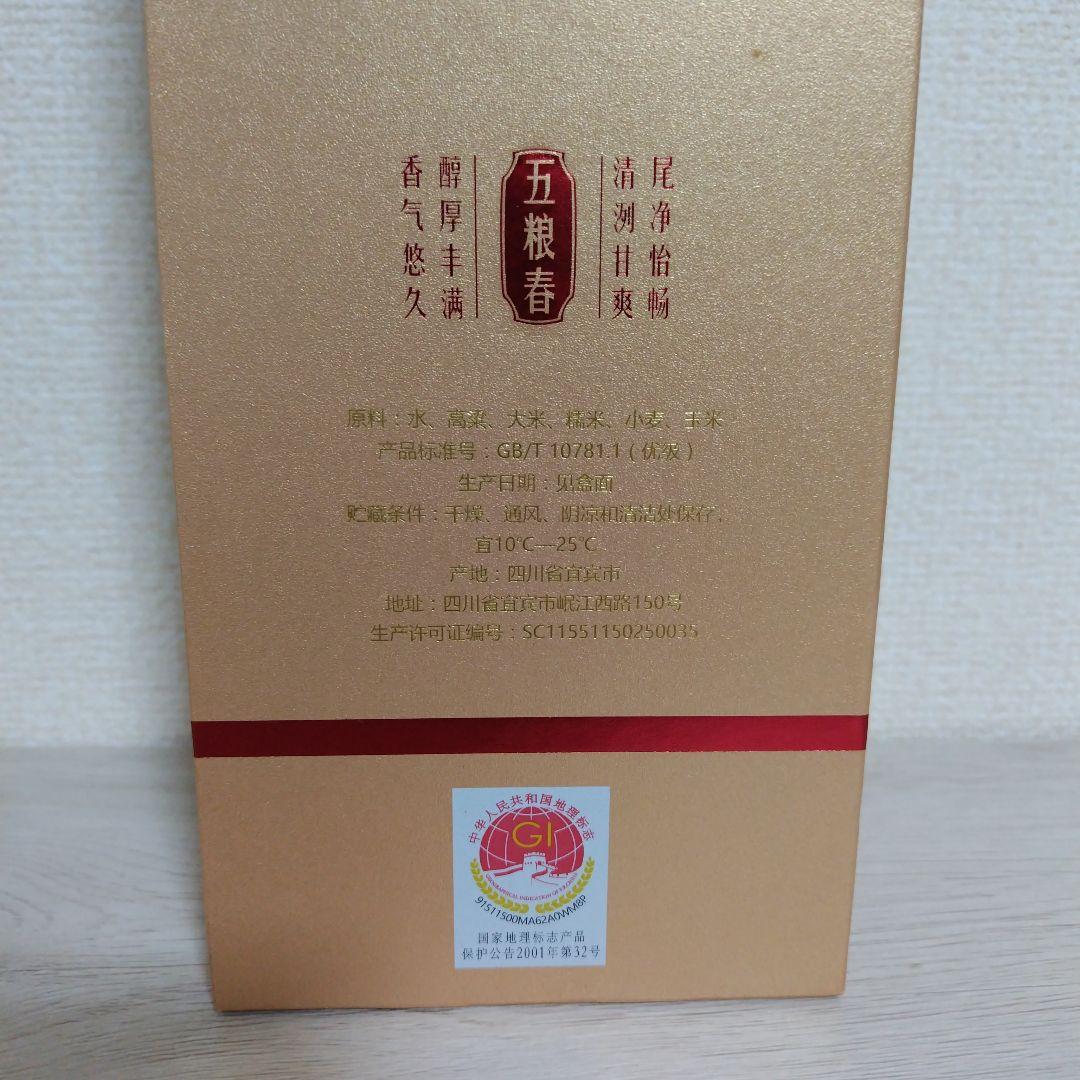 香气悠久
醇厚丰满
五粮春
清洌甘爽
尾净怡畅
原料：水、高粱、大米、糯米、小麦、玉米
产品标准号：GB/T 10781.1（优级）
生产日期：见盒面
贮藏条件：干燥、通风、阴凉和清洁处保存，
宜10℃—25℃
产地：四川省宜宾市
地址：四川省宜宾市岷江西路150号
生产许可证编号：SC11551150250035
中华人民共和国地理标志
GI
GEOGRAPHICAL INDICATION OF P.R.CHINA
91511500MA62A0WM8P
国家地理标志产品
保护公告2001年第32号